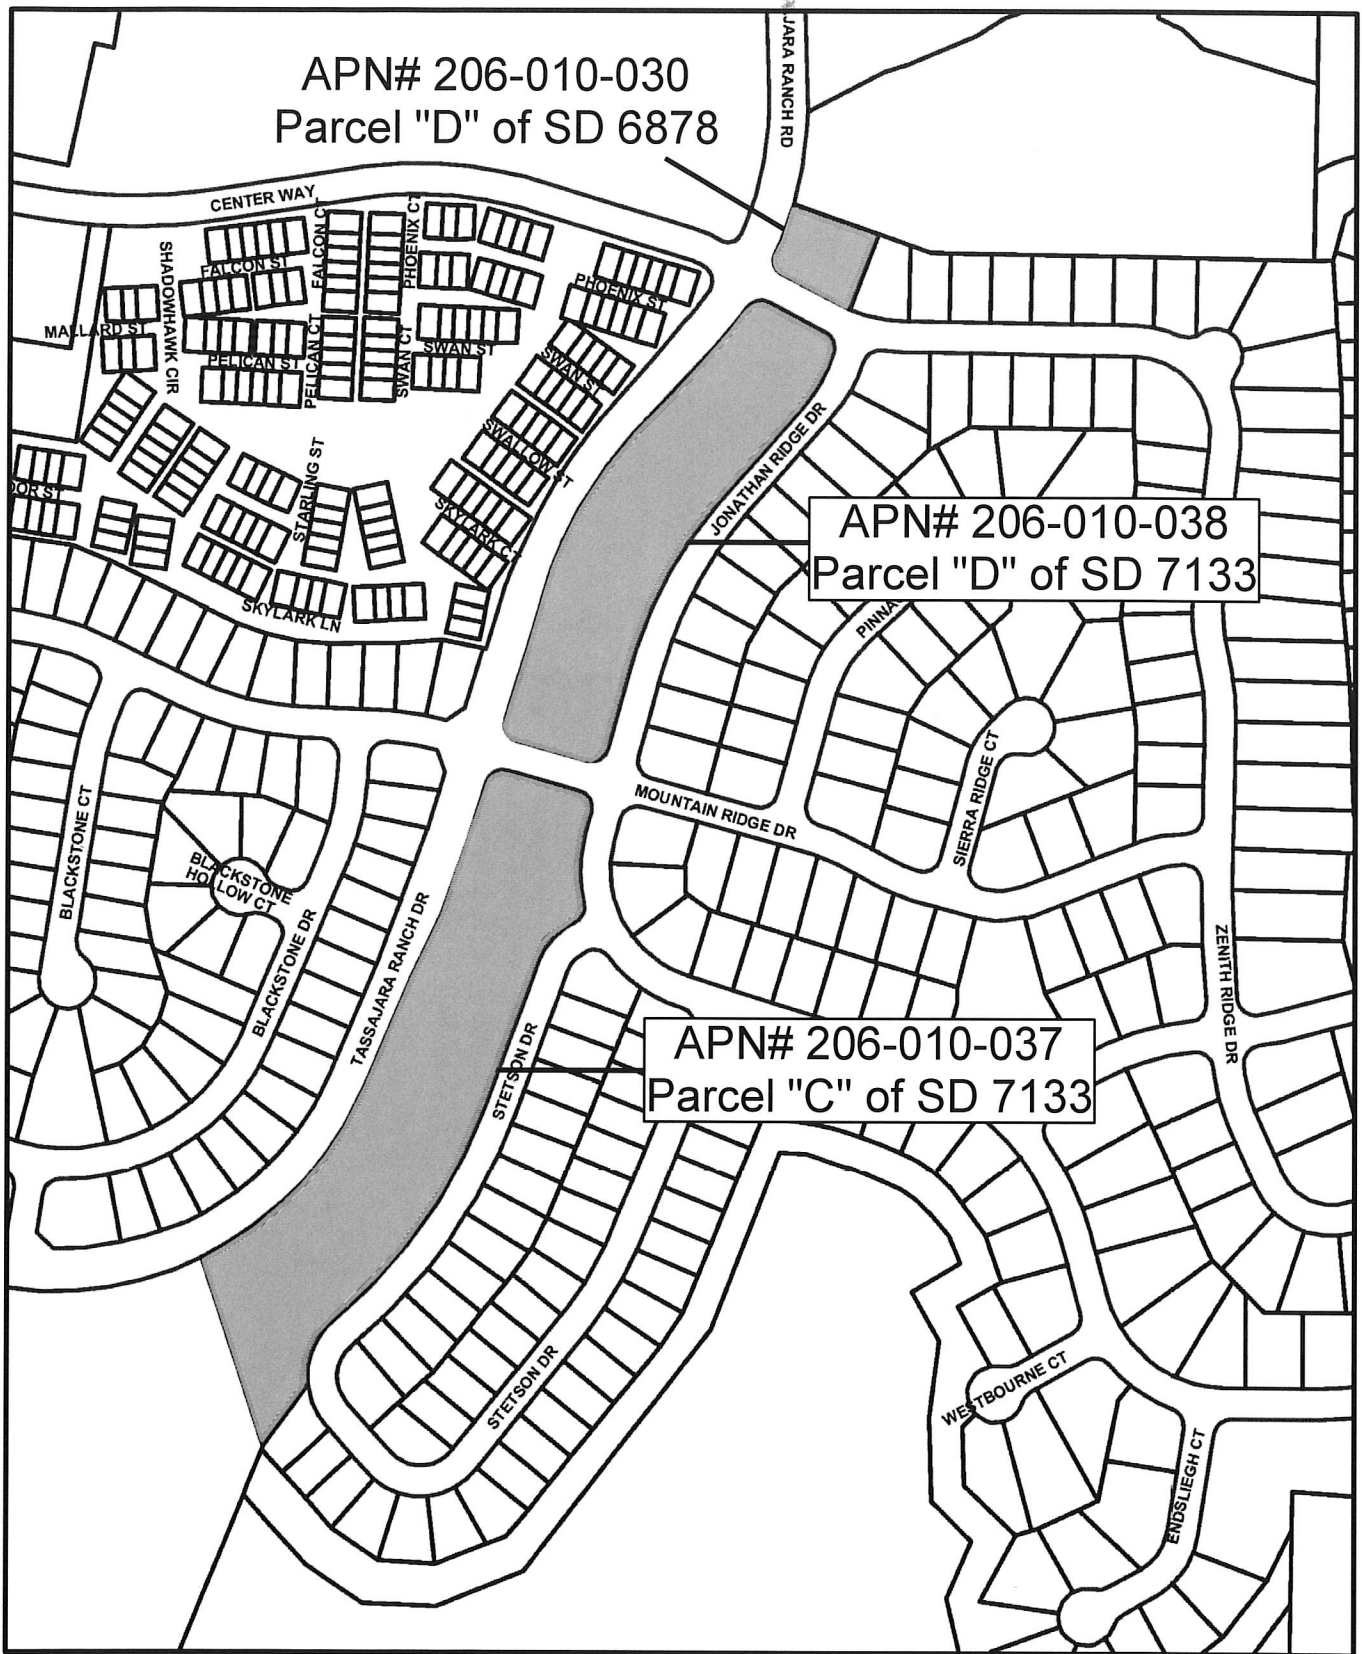 JARA RANCH RD
APN# 206-010-030
Parcel "D" of SD 6878
CENTER WAY
FALCON ST
FALCON CT
PHOENIX CT
PHOENIX ST
SHADOWHAWK CIR
MALLARD ST
PELICAN ST
PELICAN CT
SWAN CT
SWAN ST
SWAN ST
SWALLOW ST
SKYLARK CT
STARLING ST
DOR ST
SKYLARK LN
JONATHAN RIDGE DR
APN# 206-010-038
Parcel "D" of SD 7133
PINNA
MOUNTAIN RIDGE DR
SIERRA RIDGE CT
BLACKSTONE CT
BLACKSTONE
HOLLOW CT
BLACKSTONE DR
TASSAJARA RANCH DR
ZENITH RIDGE DR
STETSON DR
APN# 206-010-037
Parcel "C" of SD 7133
STETSON DR
WESTBOURNE CT
ENDSLIEGH CT